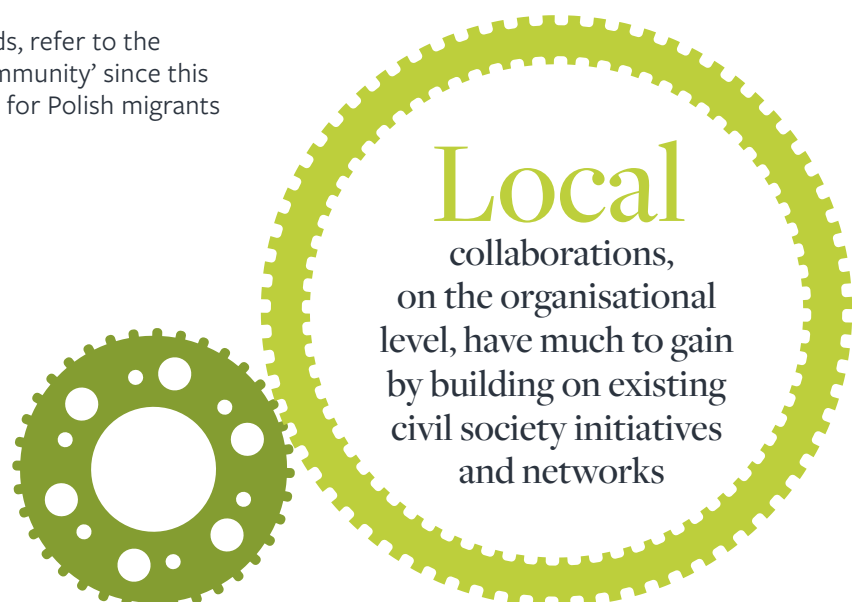 ds, refer to the
mmunity’ since this
for Polish migrants
Local
collaborations,
on the organisational
level, have much to gain
by building on existing
civil society initiatives
and networks